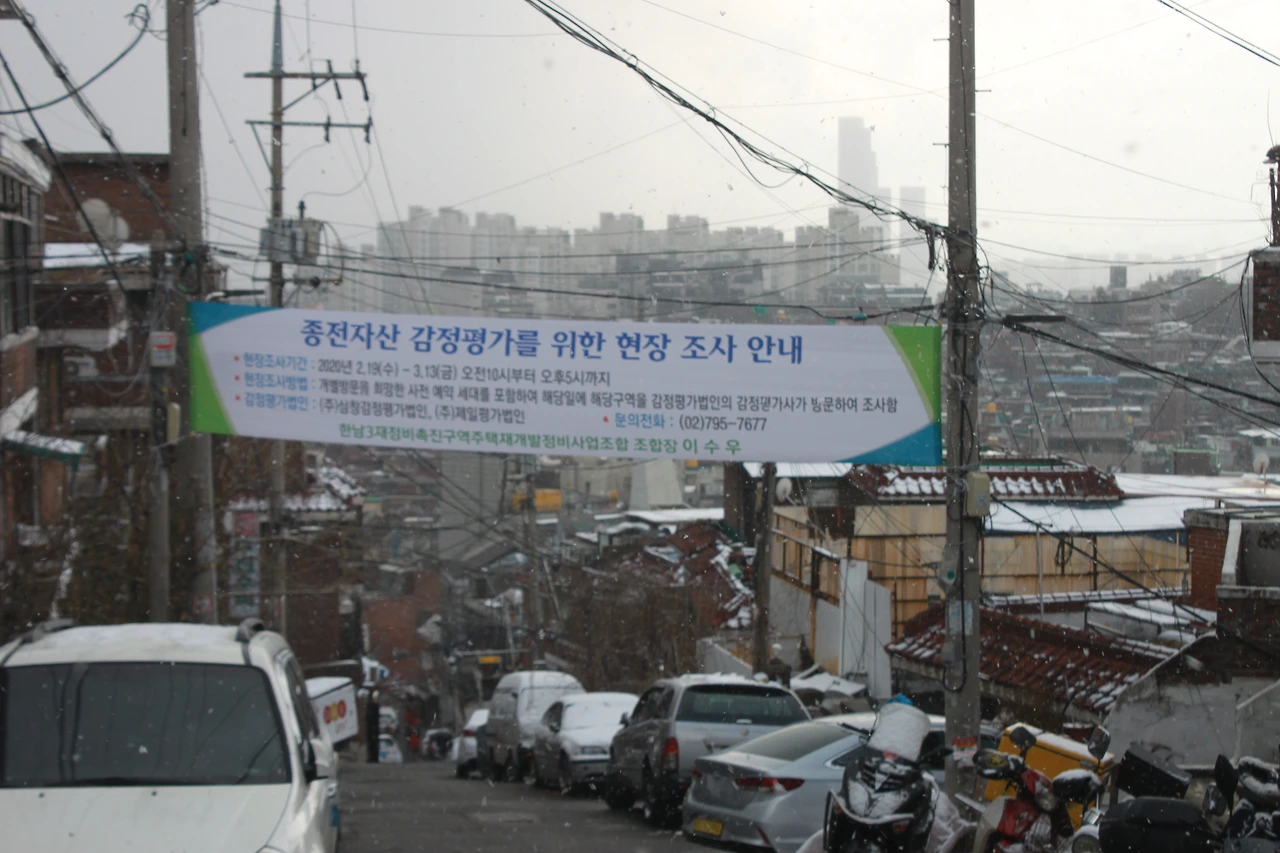 종전자산 감정평가를 위한 현장 조사 안내
* 현장조사기간 : 2020년 2.19(수) - 3.13(금) 오전10시부터 오후5시까지
* 현장조사방법 : 개별방문을 희망한 사전 예약 세대를 포함하여 해당일에 해당구역을 감정평가법인의 감정평가사가 방문하여 조사함
* 감정평가법인 : (주)삼창감정평가법인, (주)제일평가법인 * 문의전화 : (02)795-7677
한남3재정비촉진구역주택재개발정비사업조합 조합장 이 수 우